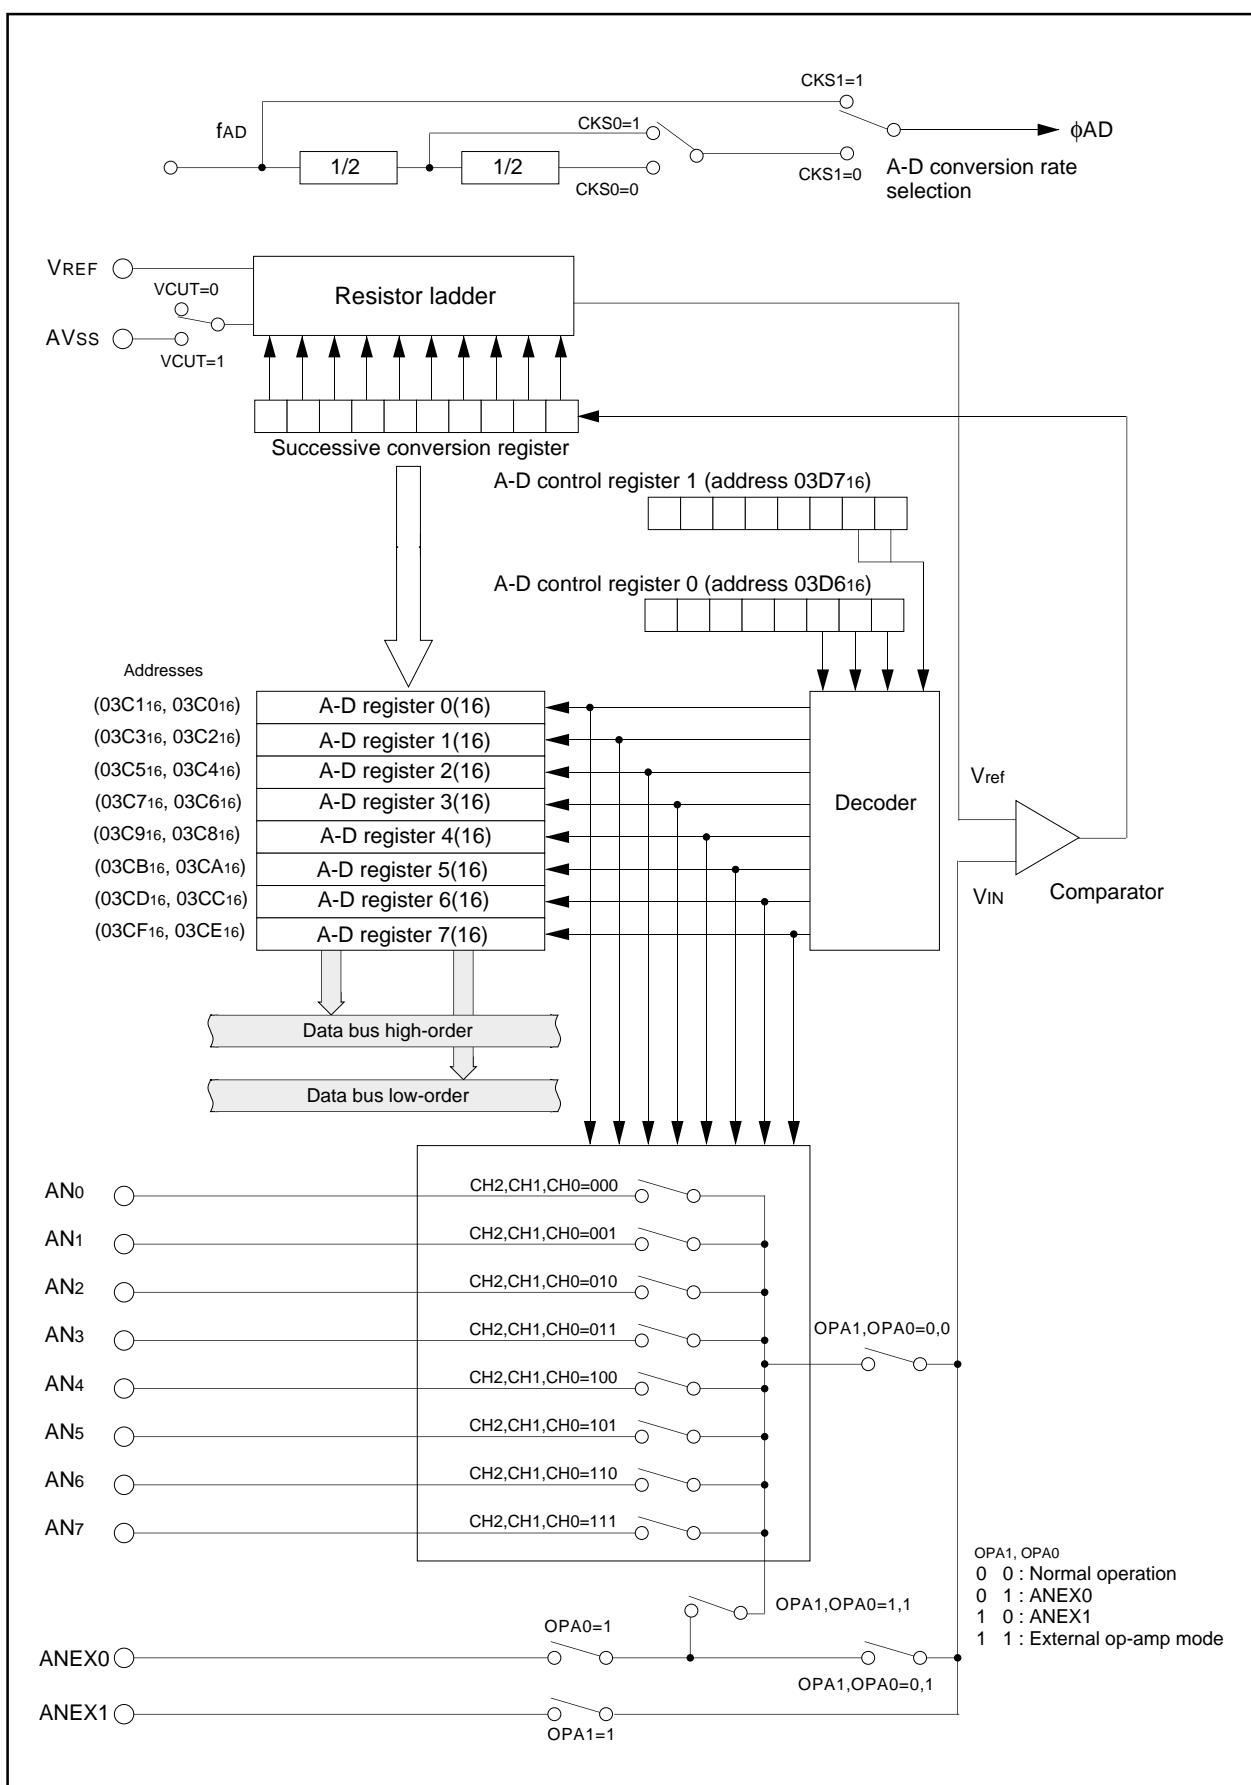 CKS1=1
fAD
CKS0=1
ϕAD
1/2
1/2
CKS0=0
CKS1=0
A-D conversion rate
selection
VREF
VCUT=0
Resistor ladder
AVSS
VCUT=1
Successive conversion register
A-D control register 1 (address 03D716)
A-D control register 0 (address 03D616)
Addresses
(03C116, 03C016)
A-D register 0(16)
(03C316, 03C216)
A-D register 1(16)
(03C516, 03C416)
A-D register 2(16)
(03C716, 03C616)
A-D register 3(16)
(03C916, 03C816)
A-D register 4(16)
(03CB16, 03CA16)
A-D register 5(16)
(03CD16, 03CC16)
A-D register 6(16)
(03CF16, 03CE16)
A-D register 7(16)
Decoder
Vref
VIN
Comparator
Data bus high-order
Data bus low-order
AN0
CH2,CH1,CH0=000
AN1
CH2,CH1,CH0=001
AN2
CH2,CH1,CH0=010
AN3
CH2,CH1,CH0=011
OPA1,OPA0=0,0
AN4
CH2,CH1,CH0=100
AN5
CH2,CH1,CH0=101
AN6
CH2,CH1,CH0=110
AN7
CH2,CH1,CH0=111
OPA1, OPA0
0 0 : Normal operation
0 1 : ANEX0
1 0 : ANEX1
1 1 : External op-amp mode
OPA1,OPA0=1,1
OPA0=1
ANEX0
OPA1,OPA0=0,1
ANEX1
OPA1=1